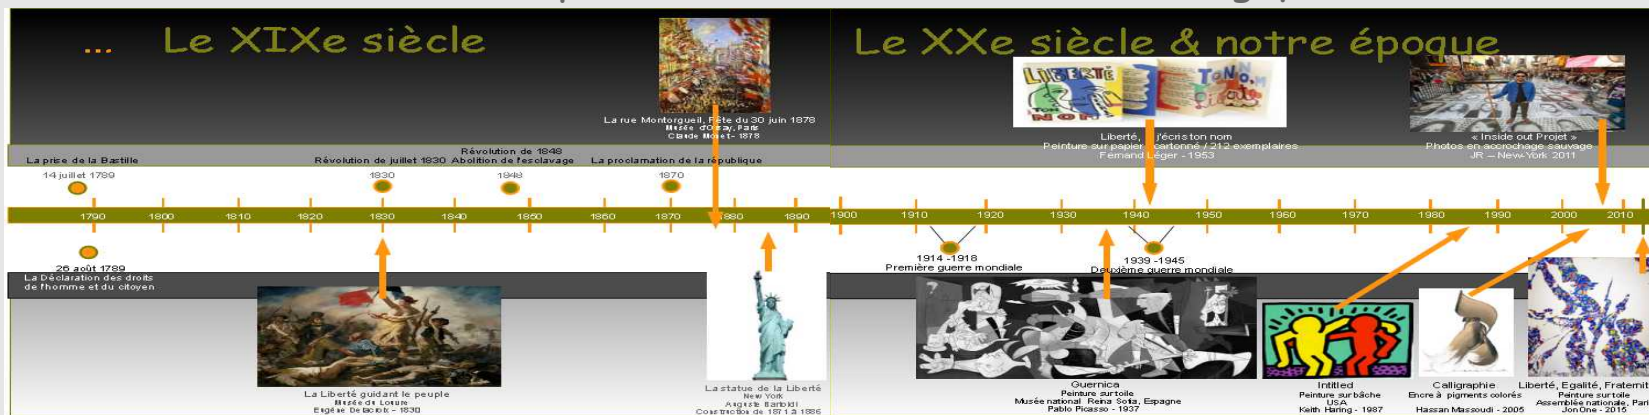 ... Le XIXe siècle
La rue Montorgueil, Fête du 30 juin 1878
Musée d'Orsay, Paris
Claude Monet - 1878
La prise de la Bastille
Révolution de juillet 1830
Révolution de 1848
Abolition de l'esclavage
La proclamation de la république
14 juillet 1789
1830
1848
1870
1790 1800 1810 1820 1830 1840 1850 1860 1870 1880 1890
26 août 1789
La Déclaration des droits
de l'homme et du citoyen
La Liberté guidant le peuple
Musée du Louvre
Eugène Delacroix - 1830
La statue de la Liberté
New York
Auguste Bartoldi
Construction de 1871 à 1886
Le XXe siècle & notre époque
LIBERTÉ
TON
NOM
Liberté, j'écris ton nom
Peinture sur papier cartonné / 212 exemplaires
Fernand Léger - 1953
« Inside out Projet »
Photos en accrochage sauvage
JR – New-York 2011
1900 1910 1920 1930 1940 1950 1960 1970 1980 1990 2000 2010
1914 -1918
Première guerre mondiale
1939 -1945
Deuxième guerre mondiale
Guernica
Peinture sur toile
Musée national Reina Sofia, Espagne
Pablo Picasso - 1937
Intitled
Peinture sur bâche
USA
Keith Haring - 1987
Calligraphie
Encre à pigments colorés
Hassan Massoudi - 2005
Liberté, Egalité, Fraternit
Peinture sur toile
Assemblée nationale, Pari
JonOne - 2015